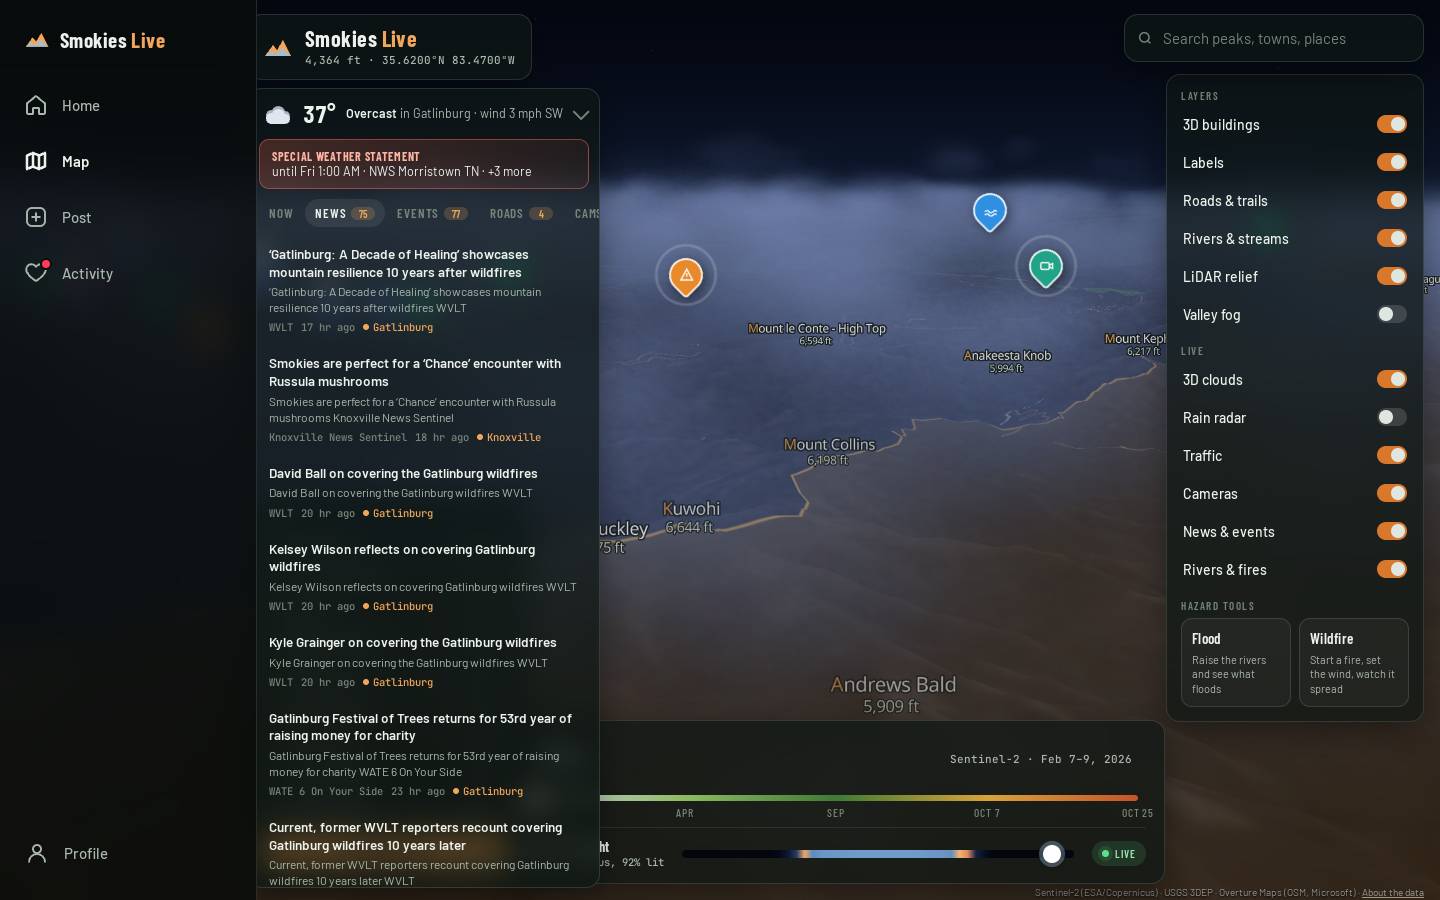 Smokies Live
Home
Map
Post
Activity
Profile
Smokies Live
4,364 ft · 35.6200°N 83.4700°W
37° Overcast in Gatlinburg · wind 3 mph SW
SPECIAL WEATHER STATEMENT
until Fri 1:00 AM · NWS Morristown TN · +3 more
NOW NEWS 75 EVENTS 77 ROADS 4 CAMS
'Gatlinburg: A Decade of Healing' showcases
mountain resilience 10 years after wildfires
'Gatlinburg: A Decade of Healing' showcases mountain
resilience 10 years after wildfires WVLT
WVLT 17 hr ago Gatlinburg
Smokies are perfect for a 'Chance' encounter with
Russula mushrooms
Smokies are perfect for a 'Chance' encounter with Russula
mushrooms Knoxville News Sentinel
Knoxville News Sentinel 18 hr ago Knoxville
David Ball on covering the Gatlinburg wildfires
David Ball on covering the Gatlinburg wildfires WVLT
WVLT 20 hr ago Gatlinburg
Kelsey Wilson reflects on covering Gatlinburg
wildfires
Kelsey Wilson reflects on covering Gatlinburg wildfires WVLT
WVLT 20 hr ago Gatlinburg
Kyle Grainger on covering the Gatlinburg wildfires
Kyle Grainger on covering the Gatlinburg wildfires WVLT
WVLT 20 hr ago Gatlinburg
Gatlinburg Festival of Trees returns for 53rd year of
raising money for charity
Gatlinburg Festival of Trees returns for 53rd year of raising
money for charity WATE 6 On Your Side
WATE 6 On Your Side 23 hr ago Gatlinburg
Current, former WVLT reporters recount covering
Gatlinburg wildfires 10 years later
Current, former WVLT reporters recount covering Gatlinburg
wildfires 10 years later WVLT
Mount le Conte - High Top
6,594 ft
Anakeesta Knob
5,994 ft
Mount Kepl
6,217 ft
Mount Collins
6,198 ft
Kuwohi
6,644 ft
uckley
75 ft
Andrews Bald
5,909 ft
Sentinel-2 · Feb 7–9, 2026
APR SEP OCT 7 OCT 25
ht
us, 92% lit
LIVE
Search peaks, towns, places
LAYERS
3D buildings
Labels
Roads & trails
Rivers & streams
LiDAR relief
Valley fog
LIVE
3D clouds
Rain radar
Traffic
Cameras
News & events
Rivers & fires
HAZARD TOOLS
Flood
Raise the rivers
and see what
floods
Wildfire
Start a fire, set
the wind, watch it
spread
Sentinel-2 (ESA/Copernicus) · USGS 3DEP · Overture Maps (OSM, Microsoft) · About the data